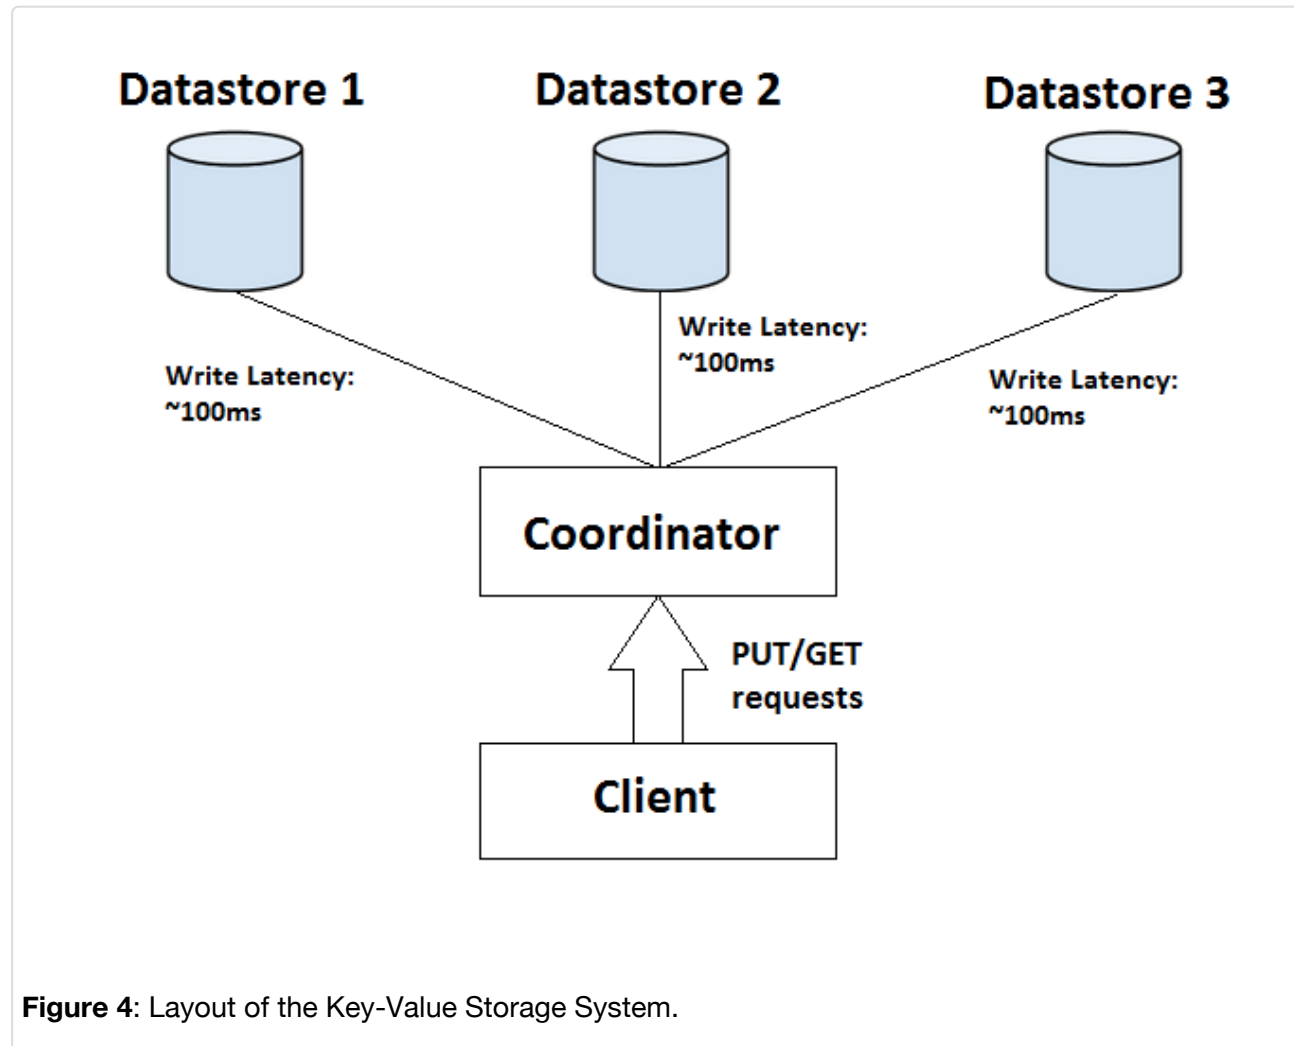 Datastore 1
Datastore 2
Datastore 3
Write Latency:
~100ms
Write Latency:
~100ms
Write Latency:
~100ms
Coordinator
PUT/GET
requests
Client
Figure 4: Layout of the Key-Value Storage System.